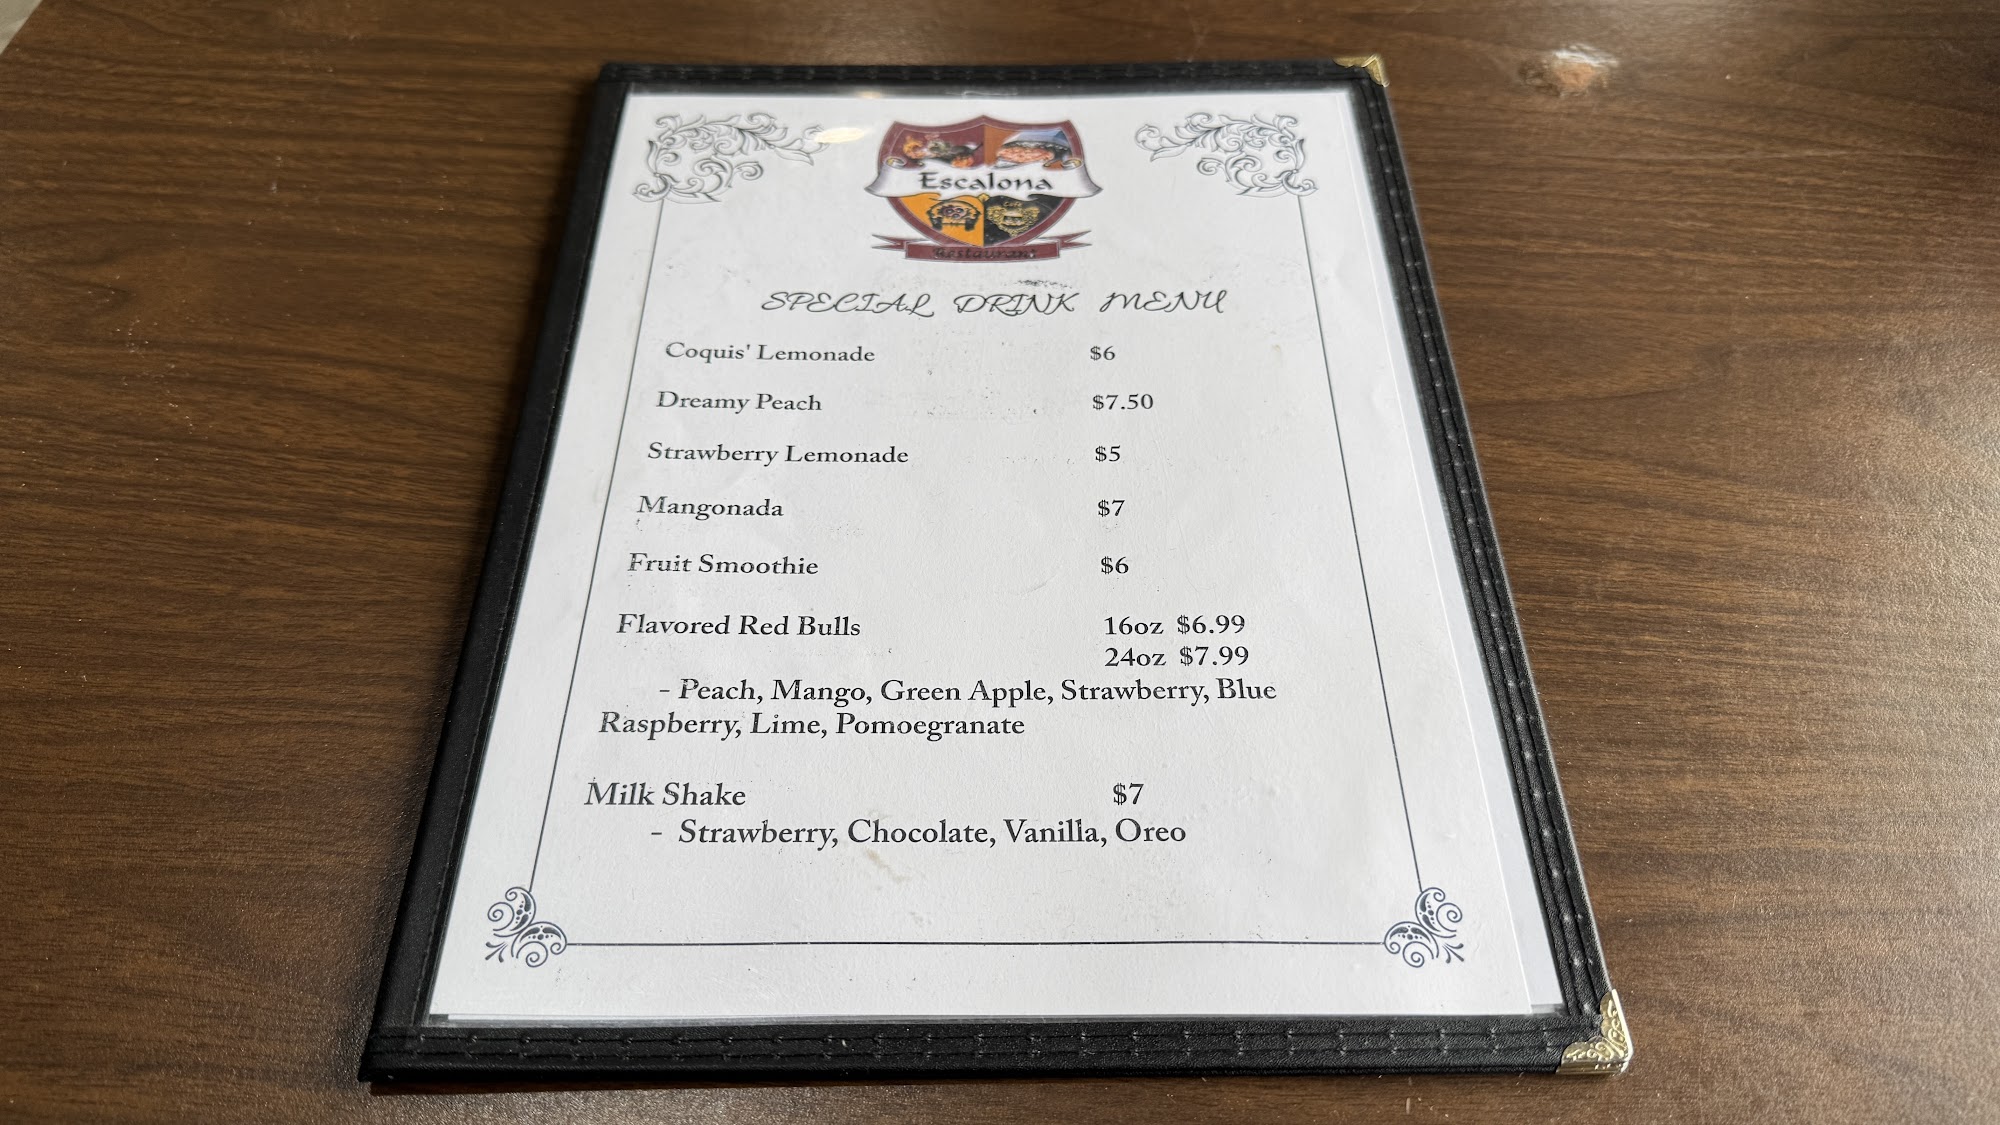 Escalona
Restaurant
SPECIAL DRINK MENU
Coquis' Lemonade $6
Dreamy Peach $7.50
Strawberry Lemonade $5
Mangonada $7
Fruit Smoothie $6
Flavored Red Bulls 16oz $6.99
24oz $7.99
- Peach, Mango, Green Apple, Strawberry, Blue
Raspberry, Lime, Pomoegranate
Milk Shake $7
- Strawberry, Chocolate, Vanilla, Oreo